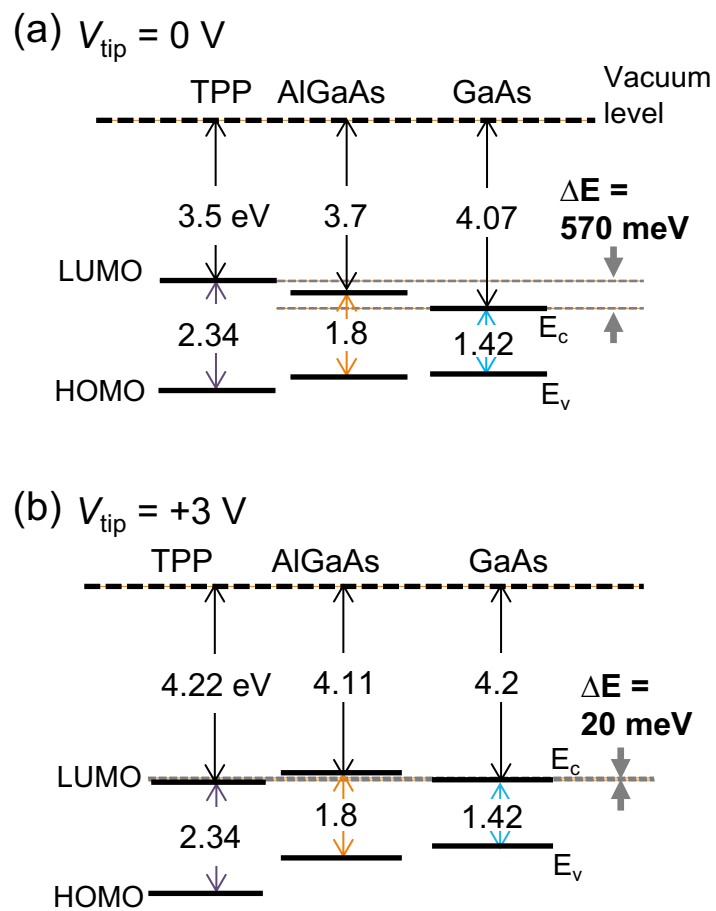 (a) V_tip = 0 V
TPP AlGaAs GaAs Vacuum level
3.5 eV 3.7 4.07 ΔE = 570 meV
LUMO
2.34 1.8 1.42 E_c
HOMO E_v
(b) V_tip = +3 V
TPP AlGaAs GaAs
4.22 eV 4.11 4.2 ΔE = 20 meV
LUMO E_c
2.34 1.8 1.42
HOMO E_v